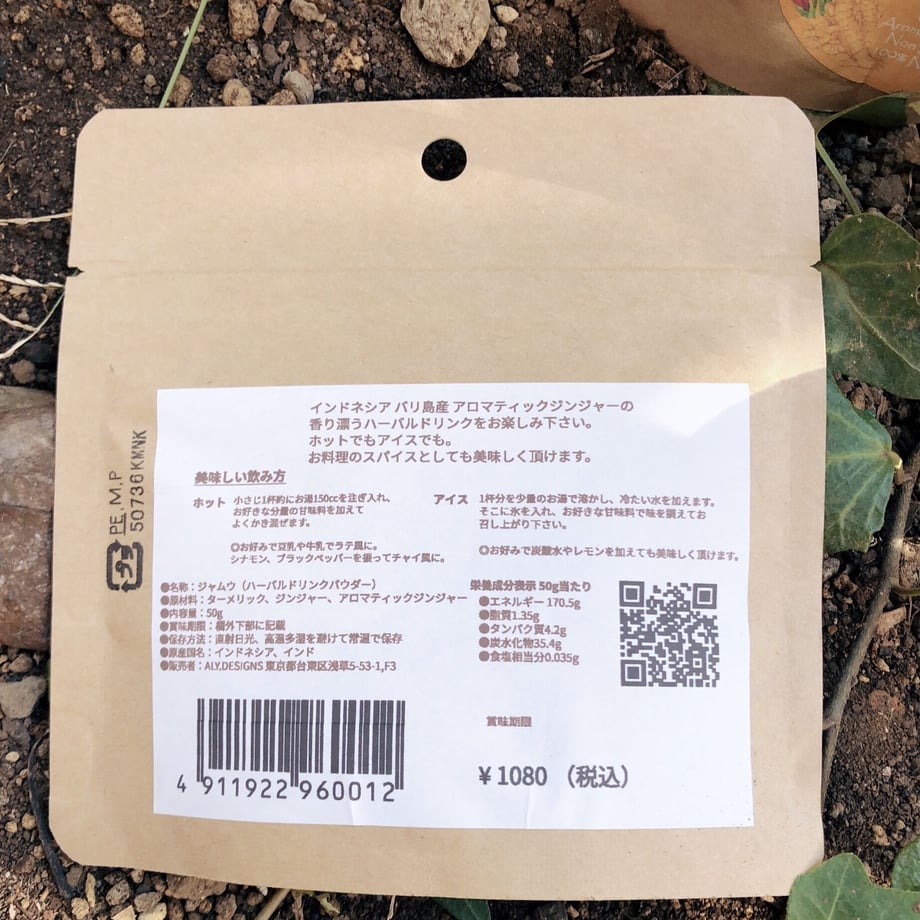 インドネシア バリ島産 アロマティックジンジャーの
香り漂うハーバルドリンクをお楽しみ下さい。
ホットでもアイスでも。
お料理のスパイスとしても美味しく頂けます。
美味しい飲み方
ホット 小さじ1杯約にお湯150ccを注ぎ入れ、
お好きな分量の甘味料を加えて
よくかき混ぜます。
◎お好みで豆乳や牛乳でラテ風に。
シナモン、ブラックペッパーを振ってチャイ風に。
アイス 1杯分を少量のお湯で溶かし、冷たい水を加えます。
そこに氷を入れ、お好きな甘味料で味を調えてお
召し上がり下さい。
◎お好みで炭酸水やレモンを加えても美味しく頂けます。
●名称：ジャムウ（ハーバルドリンクパウダー）
●原材料：ターメリック、ジンジャー、アロマティックジンジャー
●内容量：50g
●賞味期限：欄外下部に記載
●保存方法：直射日光、高温多湿を避けて常温で保存
●原産国名：インドネシア、インド
●販売者：ALY.DESIGNS 東京都台東区浅草5-53-1,F3
栄養成分表示 50g当たり
●エネルギー 170.5g
●脂質1.35g
●タンパク質4.2g
●炭水化物35.4g
●食塩相当分0.035g
賞味期限
¥1080 （税込）
4 911922 960012
プラ
PE,M,P
50736 KMNK
100% N